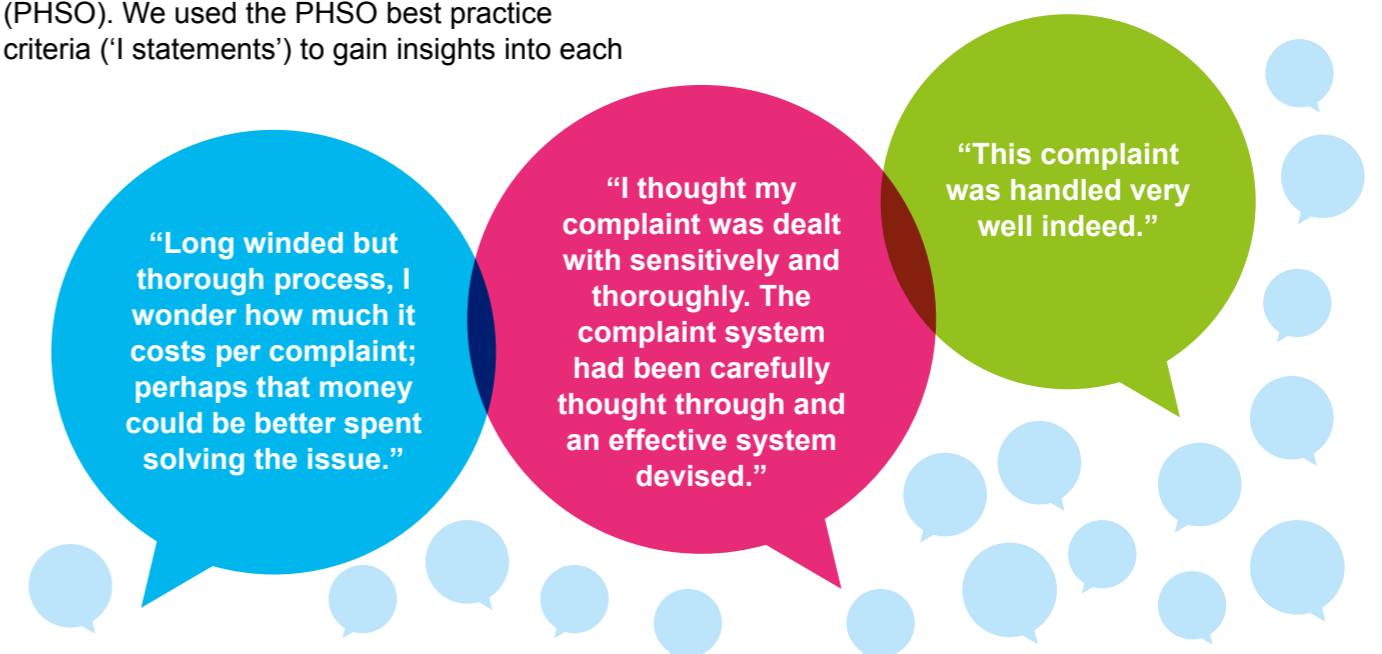 (PHSO). We used the PHSO best practice
criteria (‘I statements’) to gain insights into each
“Long winded but
thorough process, I
wonder how much it
costs per complaint;
perhaps that money
could be better spent
solving the issue.”
“I thought my
complaint was dealt
with sensitively and
thoroughly. The
complaint system
had been carefully
thought through and
an effective system
devised.”
“This complaint
was handled very
well indeed.”